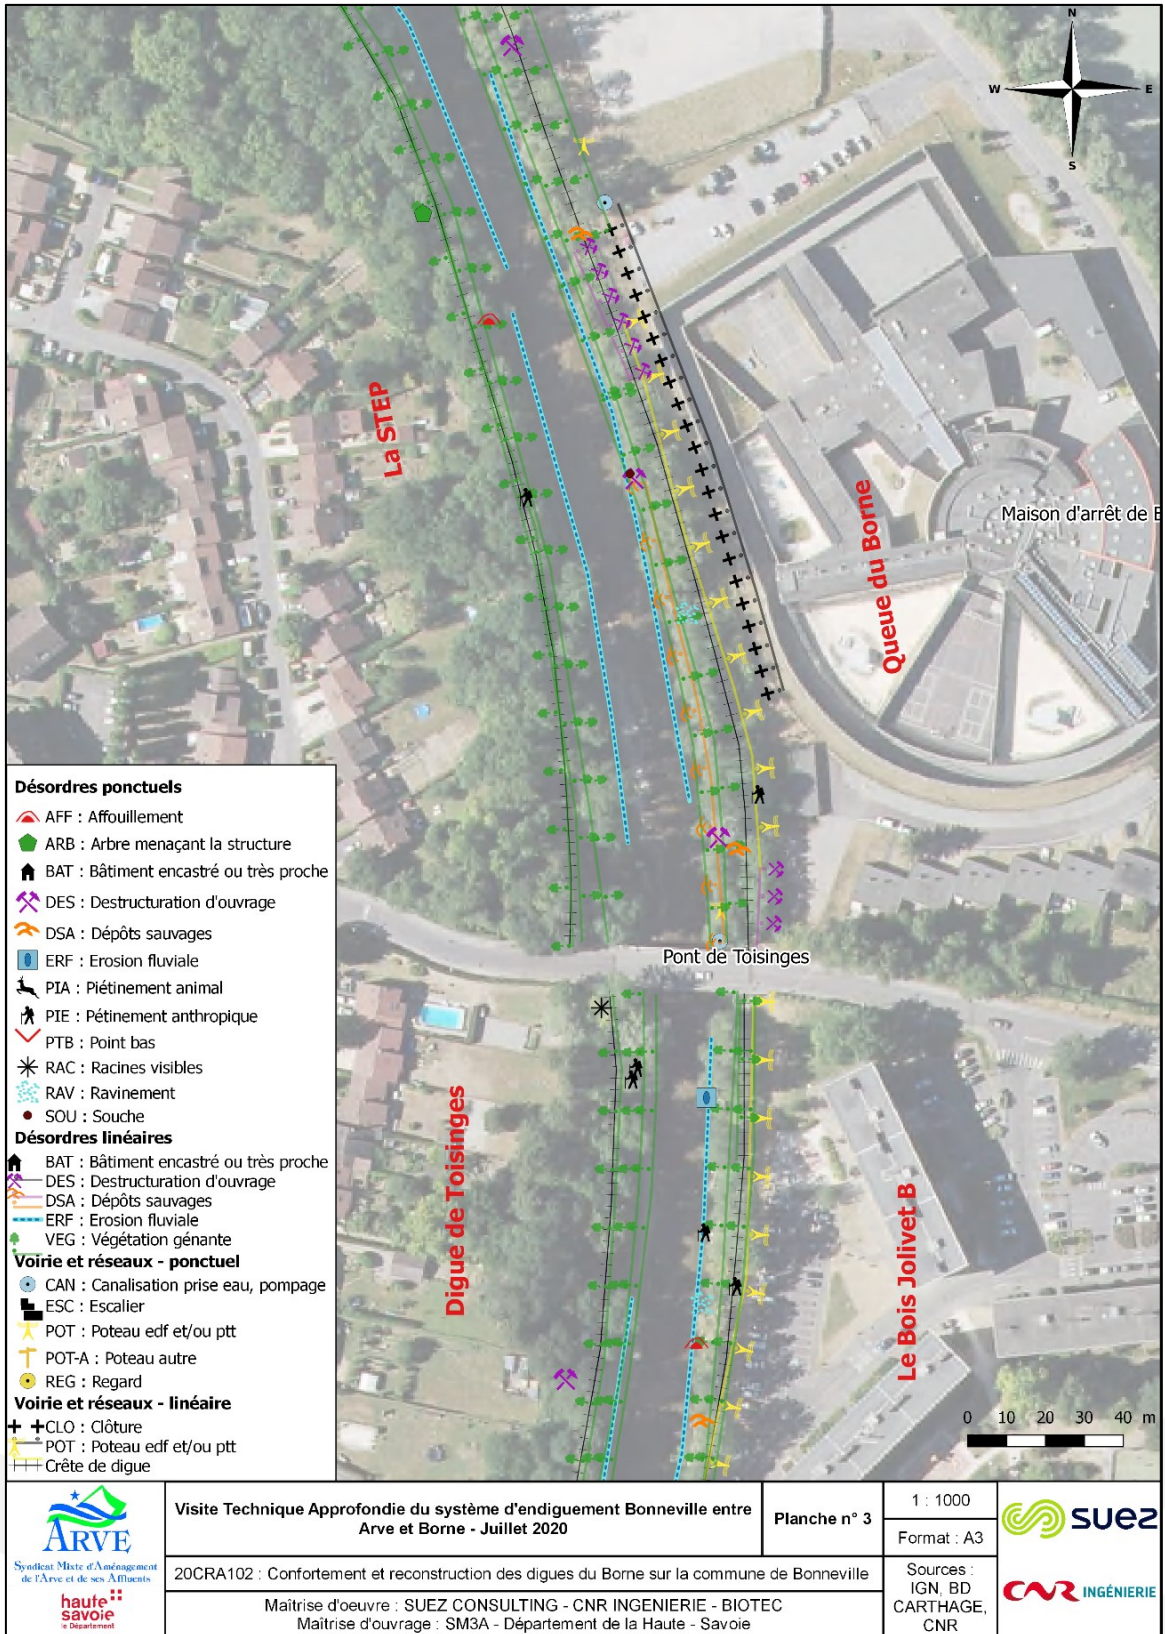 N
W
E
S
La STEP
Queue du Borne
Maison d'arrêt de B
Pont de Toisinges
Digue de Toisinges
Le Bois Jolivet B
Désordres ponctuels
AFF : Affouillement
ARB : Arbre menaçant la structure
BAT : Bâtiment encastré ou très proche
DES : Destructuration d'ouvrage
DSA : Dépôts sauvages
ERF : Erosion fluviale
PIA : Piétinement animal
PIE : Pétinement anthropique
PTB : Point bas
RAC : Racines visibles
RAV : Ravinement
SOU : Souche
Désordres linéaires
BAT : Bâtiment encastré ou très proche
DES : Destructuration d'ouvrage
DSA : Dépôts sauvages
ERF : Erosion fluviale
VEG : Végétation génante
Voirie et réseaux - ponctuel
CAN : Canalisation prise eau, pompage
ESC : Escalier
POT : Poteau edf et/ou ptt
POT-A : Poteau autre
REG : Regard
Voirie et réseaux - linéaire
CLO : Clôture
POT : Poteau edf et/ou ptt
Crête de digue
0 10 20 30 40 m
ARVE
Syndicat Mixte d'Aménagement
de l'Arve et de ses Affluents
haute
savoie
le Département
Visite Technique Approfondie du système d'endiguement Bonneville entre
Arve et Borne - Juillet 2020
Planche n° 3
1 : 1000
Format : A3
20CRA102 : Confortement et reconstruction des digues du Borne sur la commune de Bonneville
Maîtrise d'oeuvre : SUEZ CONSULTING - CNR INGENIERIE - BIOTEC
Maîtrise d'ouvrage : SM3A - Département de la Haute - Savoie
Sources :
IGN, BD
CARTHAGE,
CNR
suez
CNR INGÉNIERIE